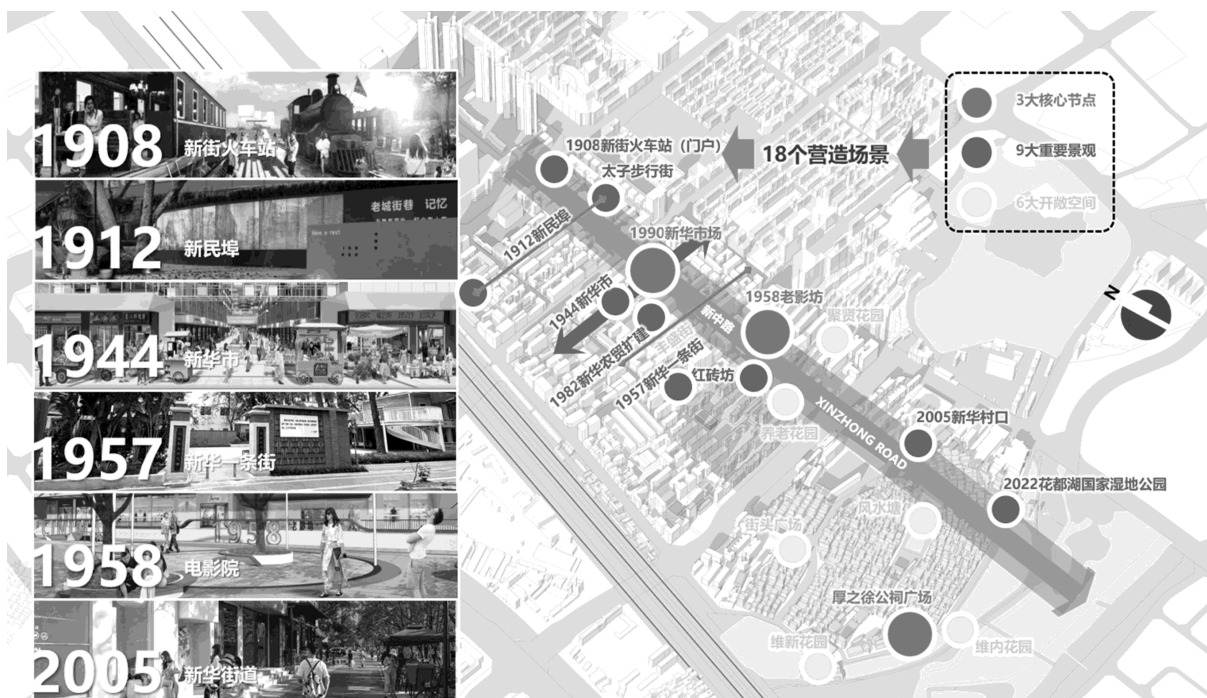 1908
新街火车站
老城街巷 记忆
1912
新民埠
1944
新华市
1957
新华一条街
1958
1958
电影院
2005
新华街道
3大核心节点
9大重要景观
6大开敞空间
18个营造场景
1908新街火车站（门户）
太子步行街
1912新民埠
1990新华市场
1944新华市
1958老影坊
新中路
聚贤花园
1982新华农贸扩建
1957新华一条街
红砖坊
养老花园
XINZHONG ROAD
2005新华村口
2022花都湖国家湿地公园
风水塘
街头广场
厚之徐公祠广场
维新花园
堆内花园
N